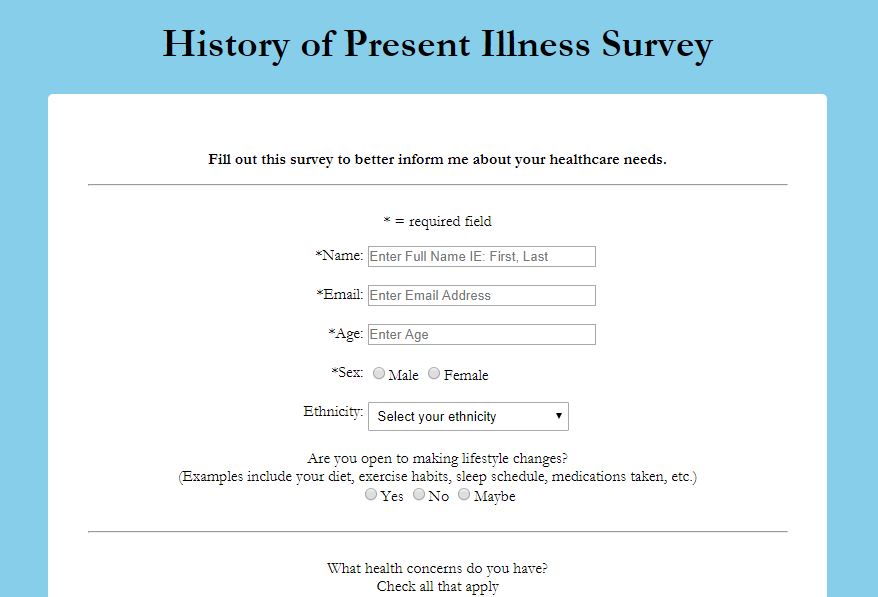 History of Present Illness Survey
Fill out this survey to better inform me about your healthcare needs.
* = required field
*Name: Enter Full Name IE: First, Last
*Email: Enter Email Address
*Age: Enter Age
*Sex: Male Female
Ethnicity: Select your ethnicity
Are you open to making lifestyle changes?
(Examples include your diet, exercise habits, sleep schedule, medications taken, etc.)
Yes No Maybe
What health concerns do you have?
Check all that apply